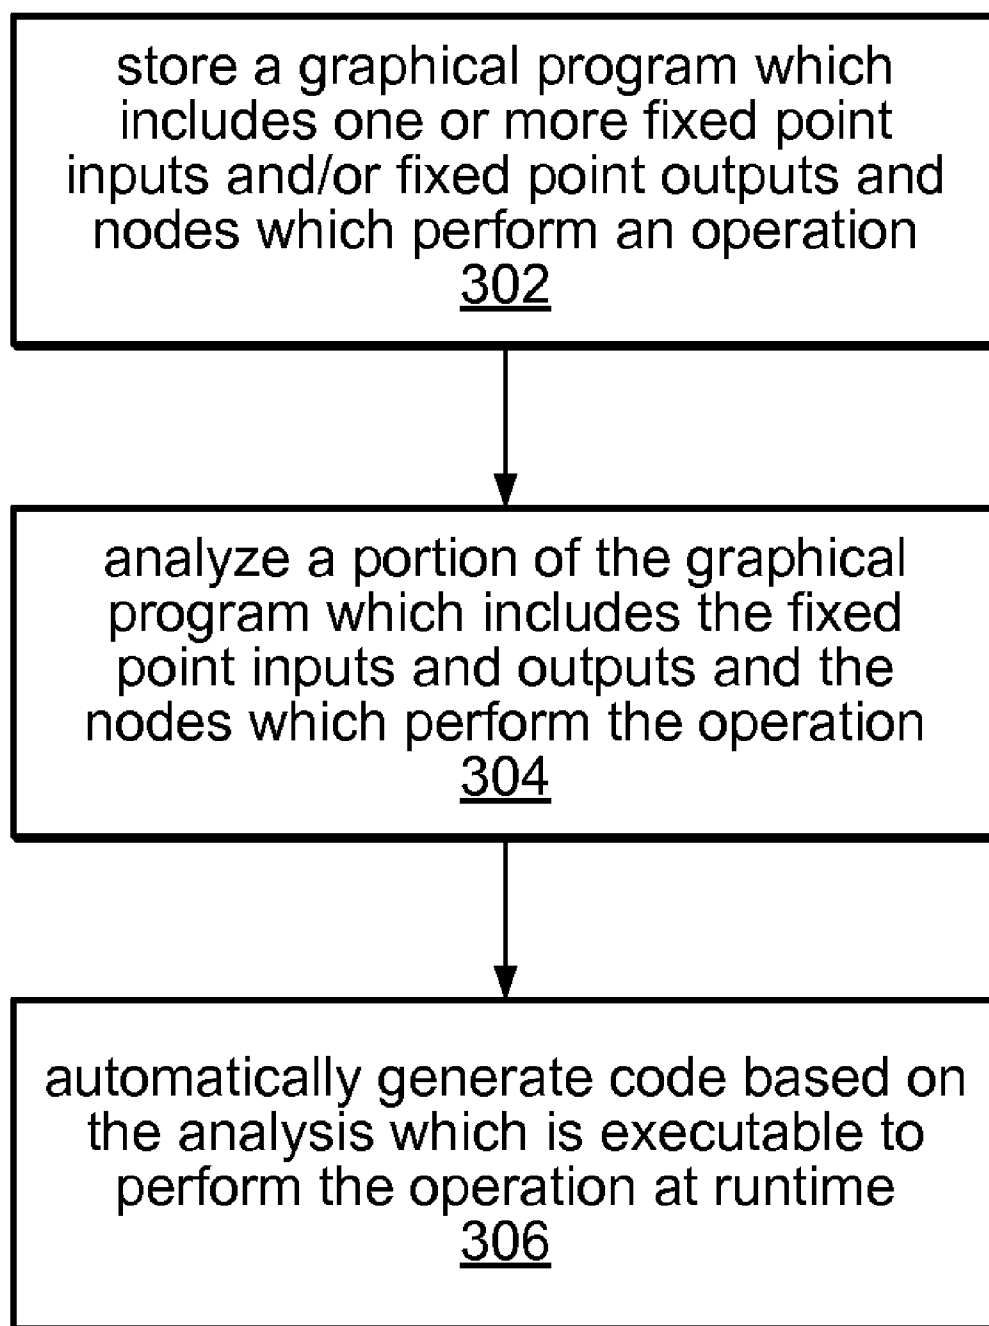 store a graphical program which
includes one or more fixed point
inputs and/or fixed point outputs and
nodes which perform an operation
302
analyze a portion of the graphical
program which includes the fixed
point inputs and outputs and the
nodes which perform the operation
304
automatically generate code based on
the analysis which is executable to
perform the operation at runtime
306